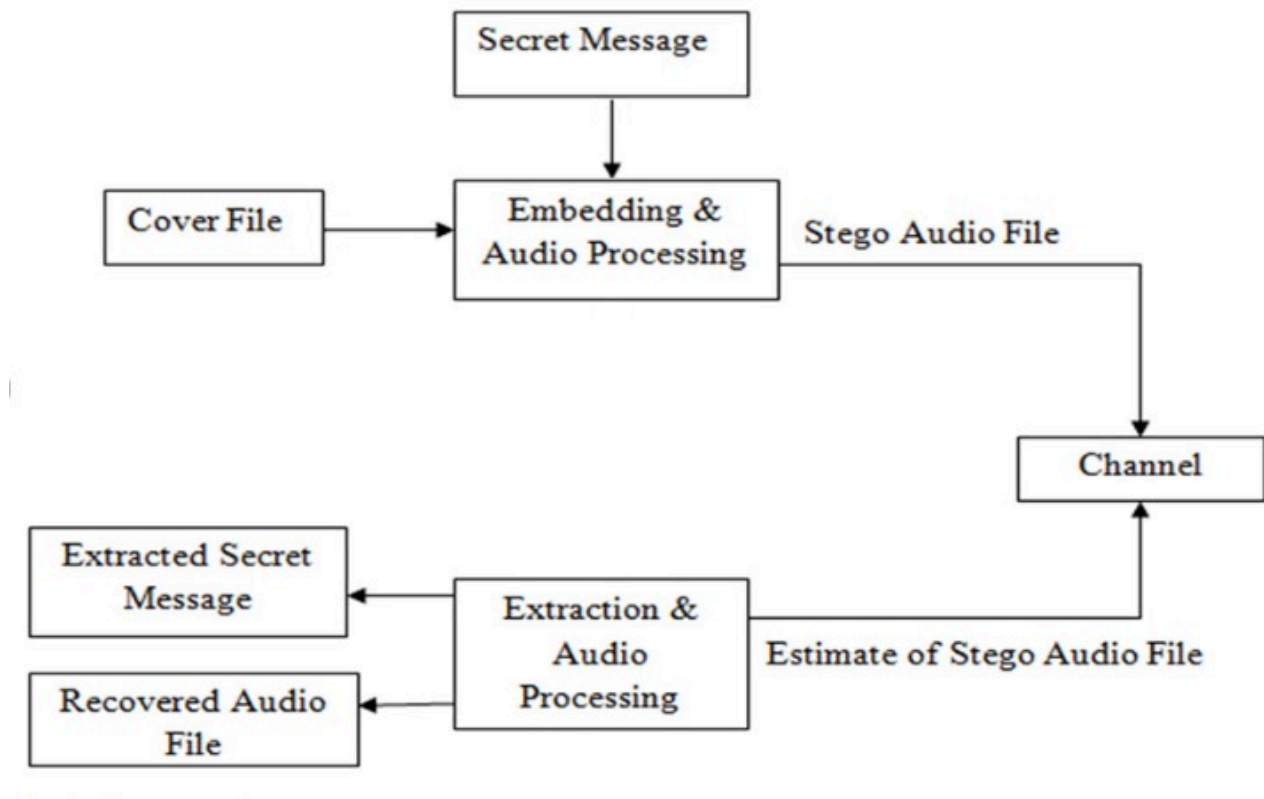 Secret Message
Cover File
Embedding &
Audio Processing
Stego Audio File
Channel
Extracted Secret
Message
Extraction &
Audio
Processing
Estimate of Stego Audio File
Recovered Audio
File